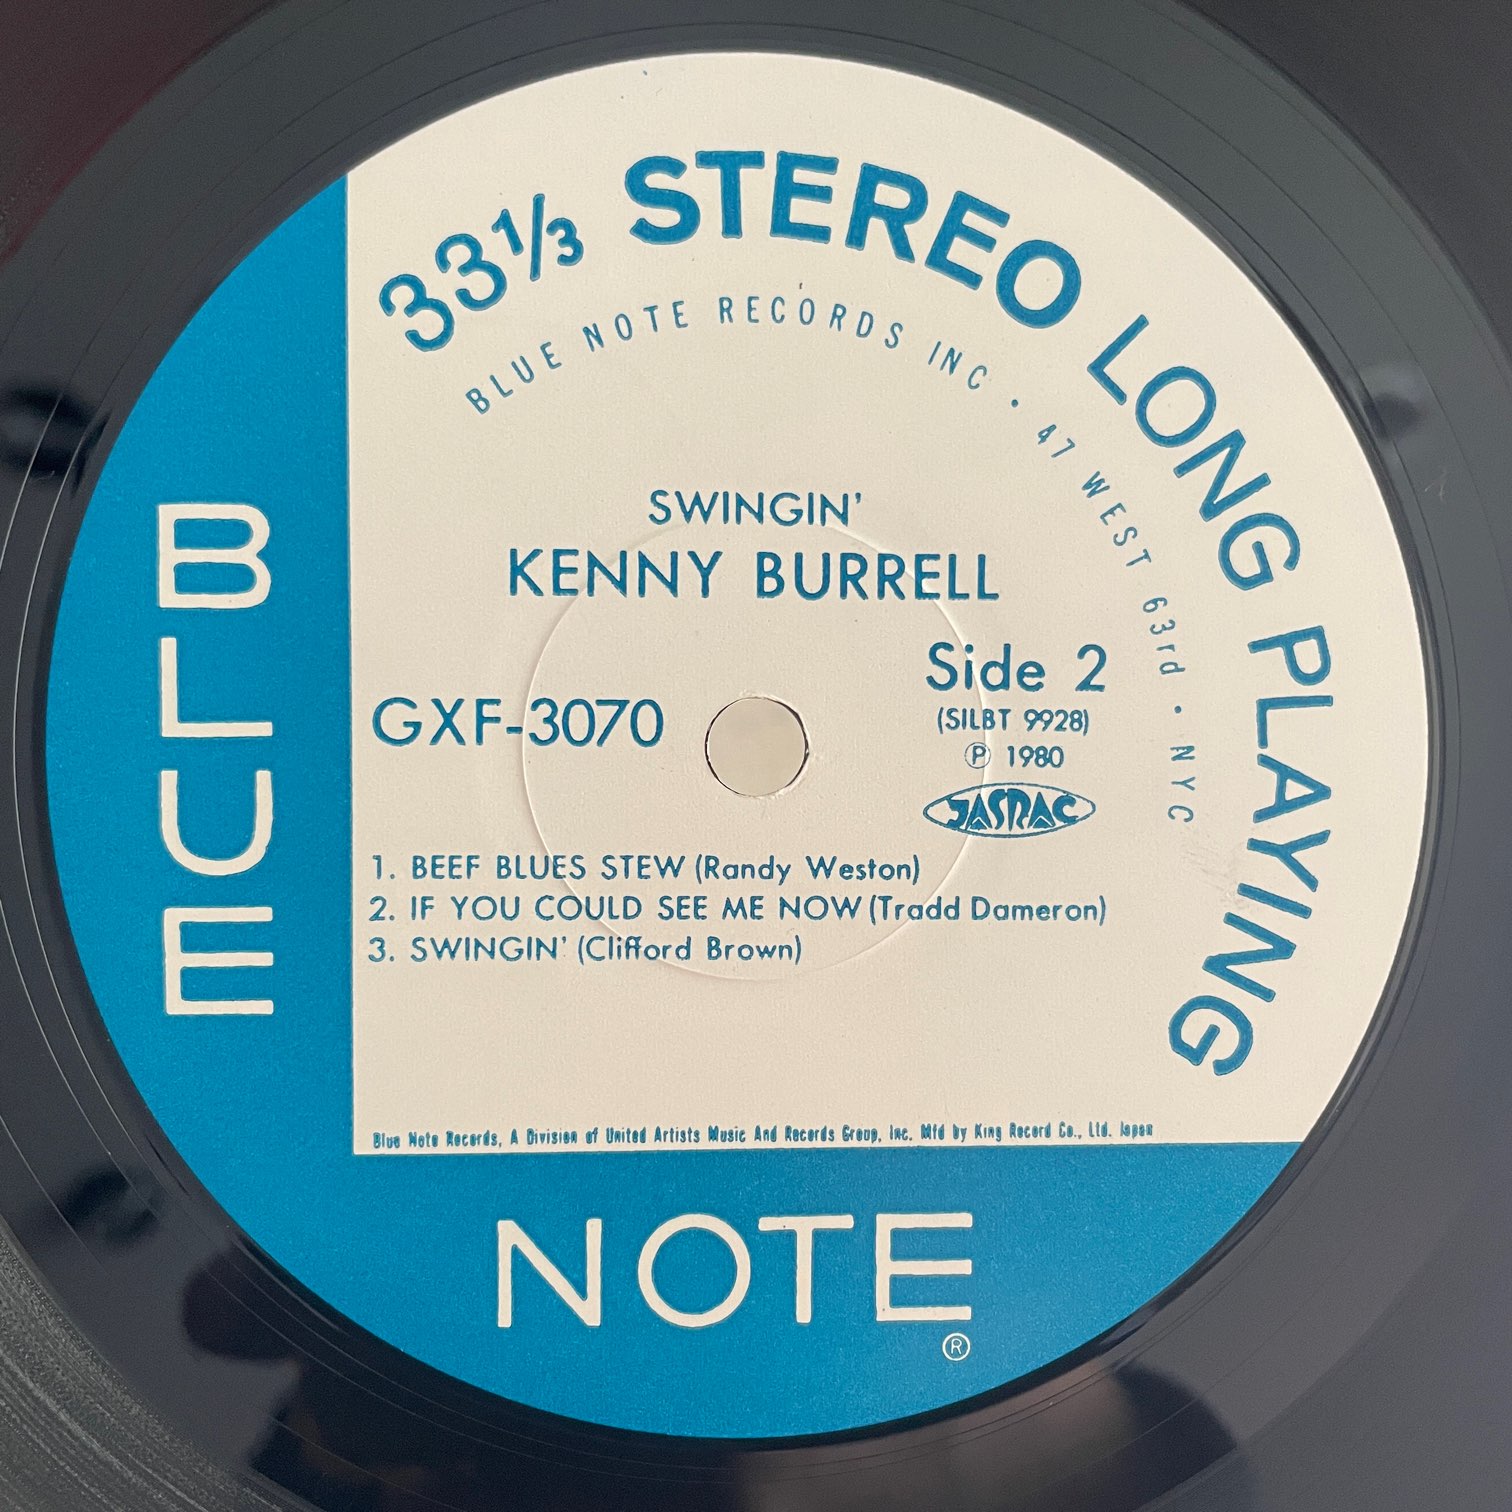 33⅓ STEREO LONG PLAYING
BLUE NOTE RECORDS INC · 47 WEST 63rd · NYC
SWINGIN'
KENNY BURRELL
Side 2
GXF-3070
(SILBT 9928)
Ⓟ 1980
JASRAC
1. BEEF BLUES STEW (Randy Weston)
2. IF YOU COULD SEE ME NOW (Tradd Dameron)
3. SWINGIN' (Clifford Brown)
Blue Note Records, A Division of United Artists Music And Records Group, Inc. Mfd by King Record Co., Ltd. Japan
BLUE
NOTE
®